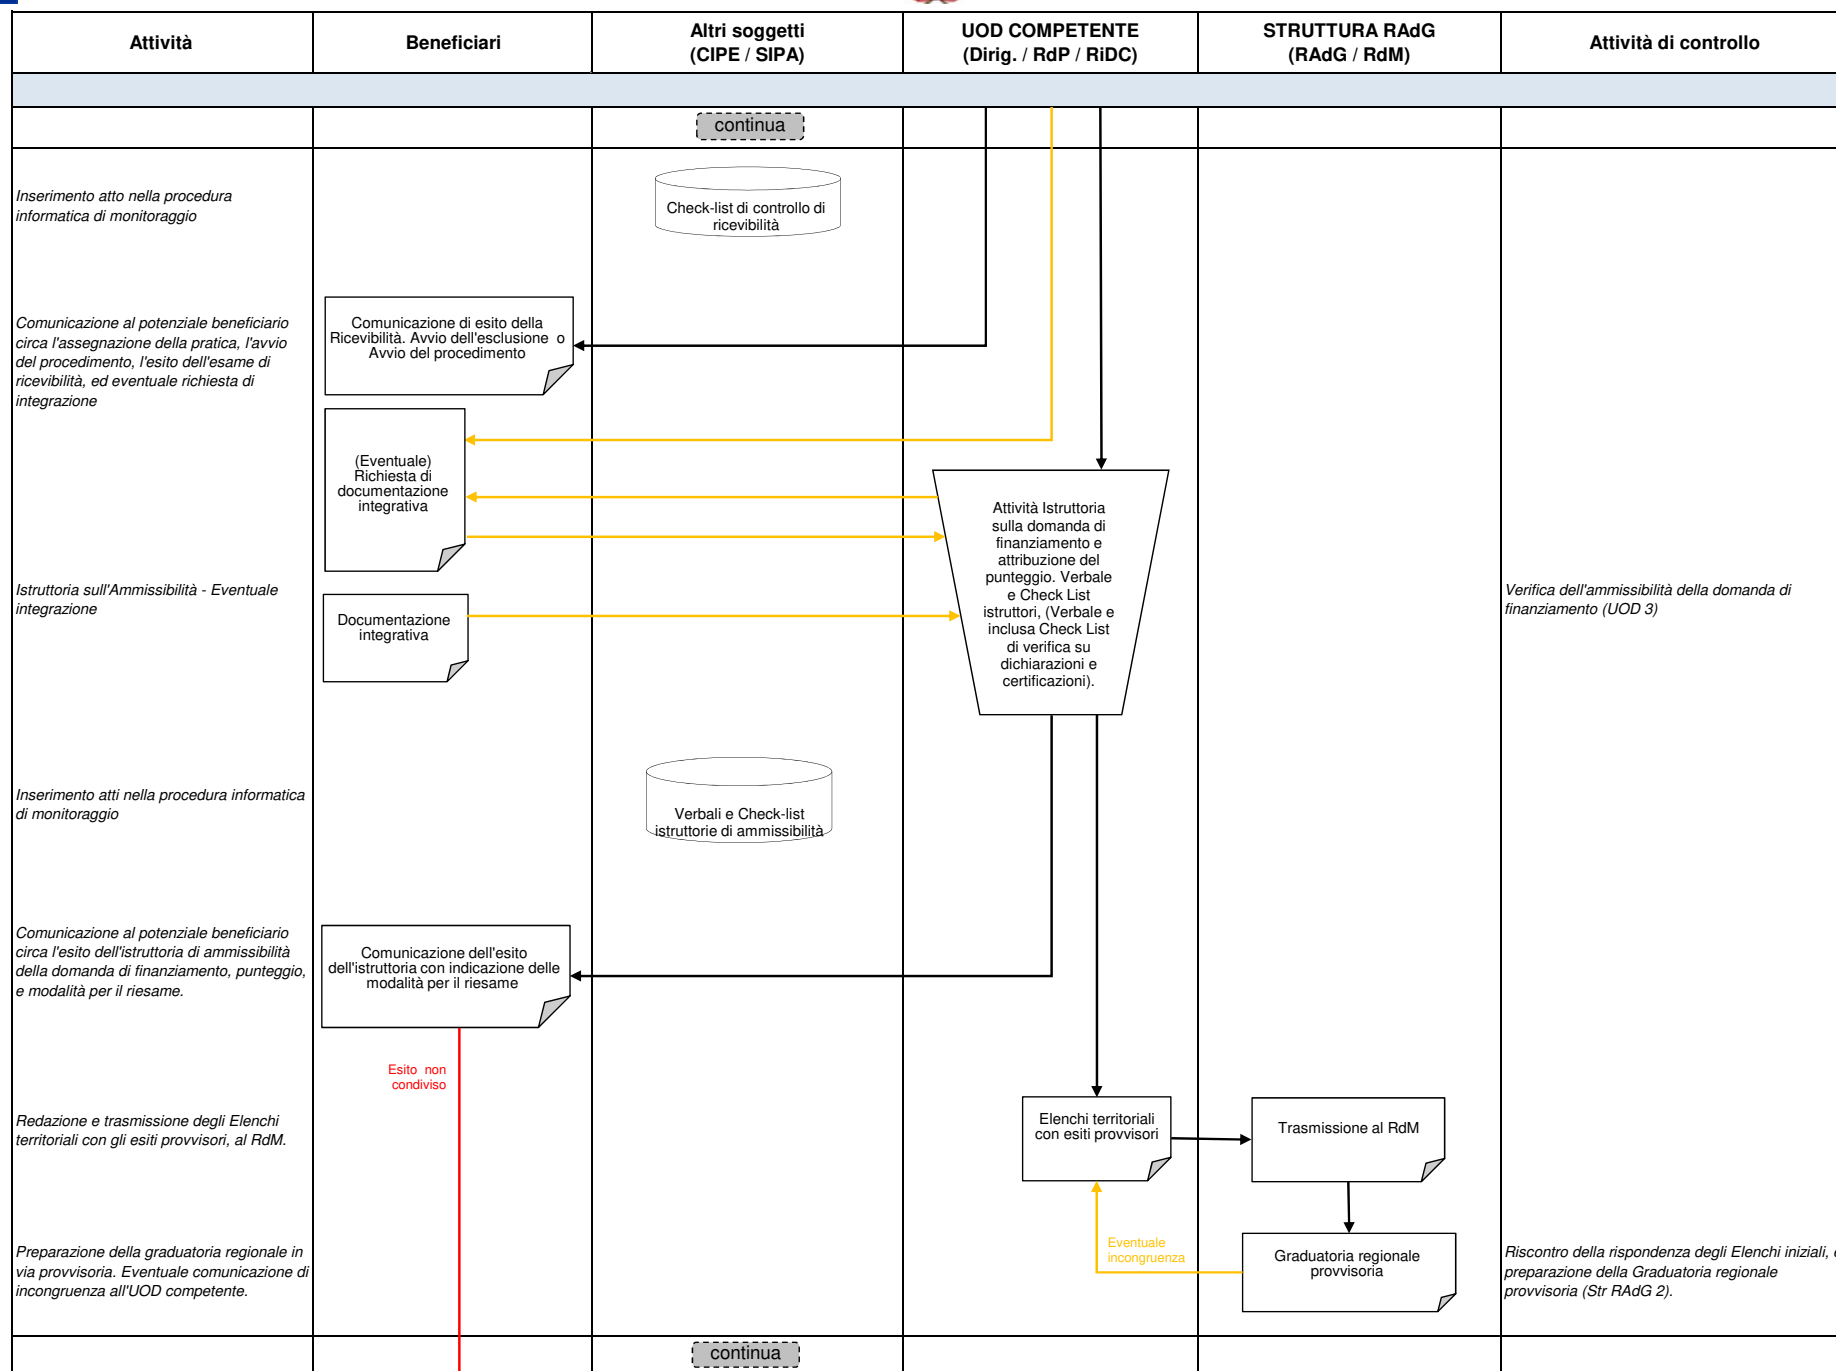 Attività
Beneficiari
Altri soggetti
(CIPE / SIPA)
UOD COMPETENTE
(Dirig. / RdP / RiDC)
STRUTTURA RAdG
(RAdG / RdM)
Attività di controllo
continua
Inserimento atto nella procedura
informatica di monitoraggio
Check-list di controllo di
ricevibilità
Comunicazione al potenziale beneficiario
circa l'assegnazione della pratica, l'avvio
del procedimento, l'esito dell'esame di
ricevibilità, ed eventuale richiesta di
integrazione
Comunicazione di esito della
Ricevibilità. Avvio dell'esclusione o
Avvio del procedimento
(Eventuale)
Richiesta di
documentazione
integrativa
Attività Istruttoria
sulla domanda di
finanziamento e
attribuzione del
punteggio. Verbale
e Check List
istruttori, (Verbale e
inclusa Check List
di verifica su
dichiarazioni e
certificazioni).
Istruttoria sull'Ammissibilità - Eventuale
integrazione
Documentazione
integrativa
Verifica dell'ammissibilità della domanda di
finanziamento (UOD 3)
Inserimento atti nella procedura informatica
di monitoraggio
Verbali e Check-list
istruttorie di ammissibilità
Comunicazione al potenziale beneficiario
circa l'esito dell'istruttoria di ammissibilità
della domanda di finanziamento, punteggio,
e modalità per il riesame.
Comunicazione dell'esito
dell'istruttoria con indicazione delle
modalità per il riesame
Esito non
condiviso
Redazione e trasmissione degli Elenchi
territoriali con gli esiti provvisori, al RdM.
Elenchi territoriali
con esiti provvisori
Trasmissione al RdM
Preparazione della graduatoria regionale in
via provvisoria. Eventuale comunicazione di
incongruenza all'UOD competente.
Eventuale
incongruenza
Graduatoria regionale
provvisoria
Riscontro della rispondenza degli Elenchi iniziali,
preparazione della Graduatoria regionale
provvisoria (Str RAdG 2).
continua